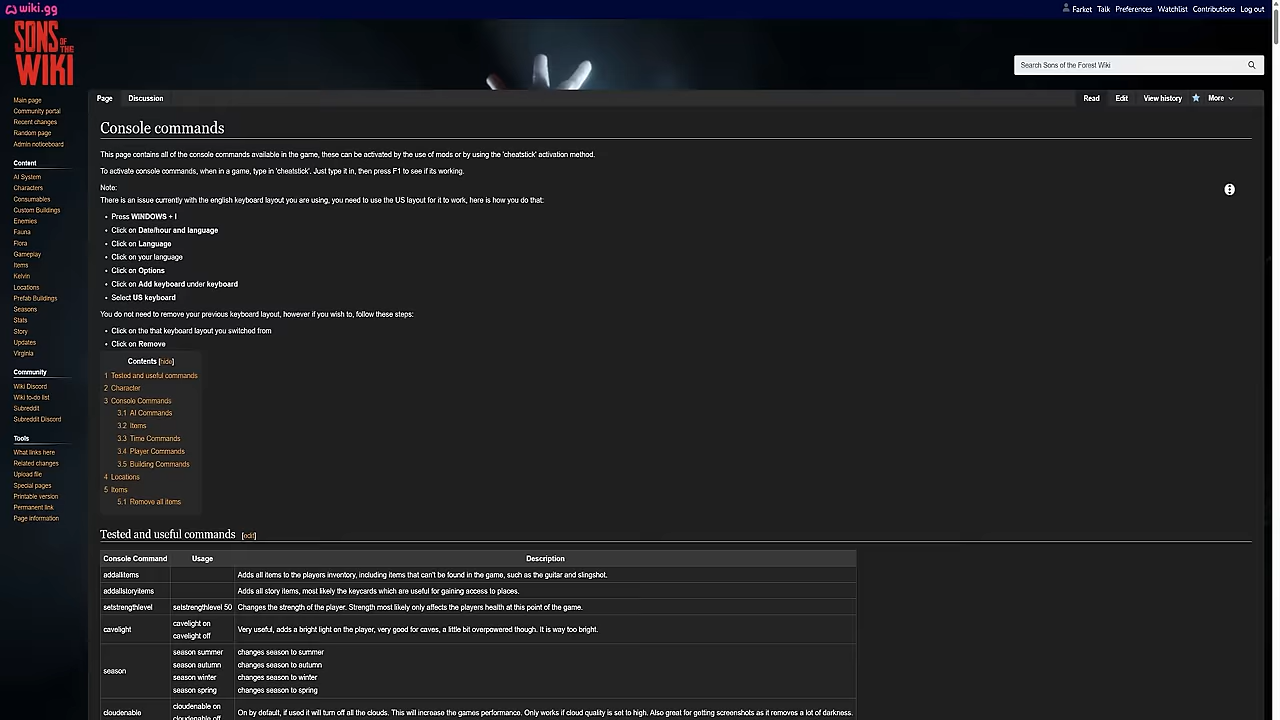 wiki.gg
Farket Talk Preferences Watchlist Contributions Log out
SONS OF THE WIKI
Search Sons of the Forest Wiki
Main page
Community portal
Recent changes
Random page
Admin noticeboard
Content
AI System
Characters
Consumables
Custom Buildings
Enemies
Fauna
Flora
Gameplay
Items
Kelvin
Locations
Prefab Buildings
Seasons
Stats
Story
Updates
Virginia
Community
Wiki Discord
Wiki to-do list
Subreddit
Subreddit Discord
Tools
What links here
Related changes
Upload file
Special pages
Printable version
Permanent link
Page information
Page Discussion Read Edit View history More
Console commands
This page contains all of the console commands available in the game, these can be activated by the use of mods or by using the 'cheatstick' activation method.
To activate console commands, when in a game, type in 'cheatstick'. Just type it in, then press F1 to see if its working.
Note:
There is an issue currently with the english keyboard layout you are using, you need to use the US layout for it to work, here is how you do that:
• Press WINDOWS + I
• Click on Date/hour and language
• Click on Language
• Click on your language
• Click on Options
• Click on Add keyboard under keyboard
• Select US keyboard
You do not need to remove your previous keyboard layout, however if you wish to, follow these steps:
• Click on the that keyboard layout you switched from
• Click on Remove
Contents [hide]
1 Tested and useful commands
2 Character
3 Console Commands
3.1 AI Commands
3.2 Items
3.3 Time Commands
3.4 Player Commands
3.5 Building Commands
4 Locations
5 Items
5.1 Remove all items
Tested and useful commands [edit]
Console Command Usage Description
addallitems Adds all items to the players inventory, including items that can't be found in the game, such as the guitar and slingshot.
addallstoryitems Adds all story items, most likely the keycards which are useful for gaining access to places.
setstrengthlevel setstrengthlevel 50 Changes the strength of the player. Strength most likely only affects the players health at this point of the game.
cavelight cavelight on
cavelight off Very useful, adds a bright light on the player, very good for caves, a little bit overpowered though. It is way too bright.
season season summer changes season to summer
season autumn changes season to autumn
season winter changes season to winter
season spring changes season to spring
cloudenable cloudenable on
cloudenable off On by default, if used it will turn off all the clouds. This will increase the games performance. Only works if cloud quality is set to high. Also great for getting screenshots as it removes a lot of darkness.